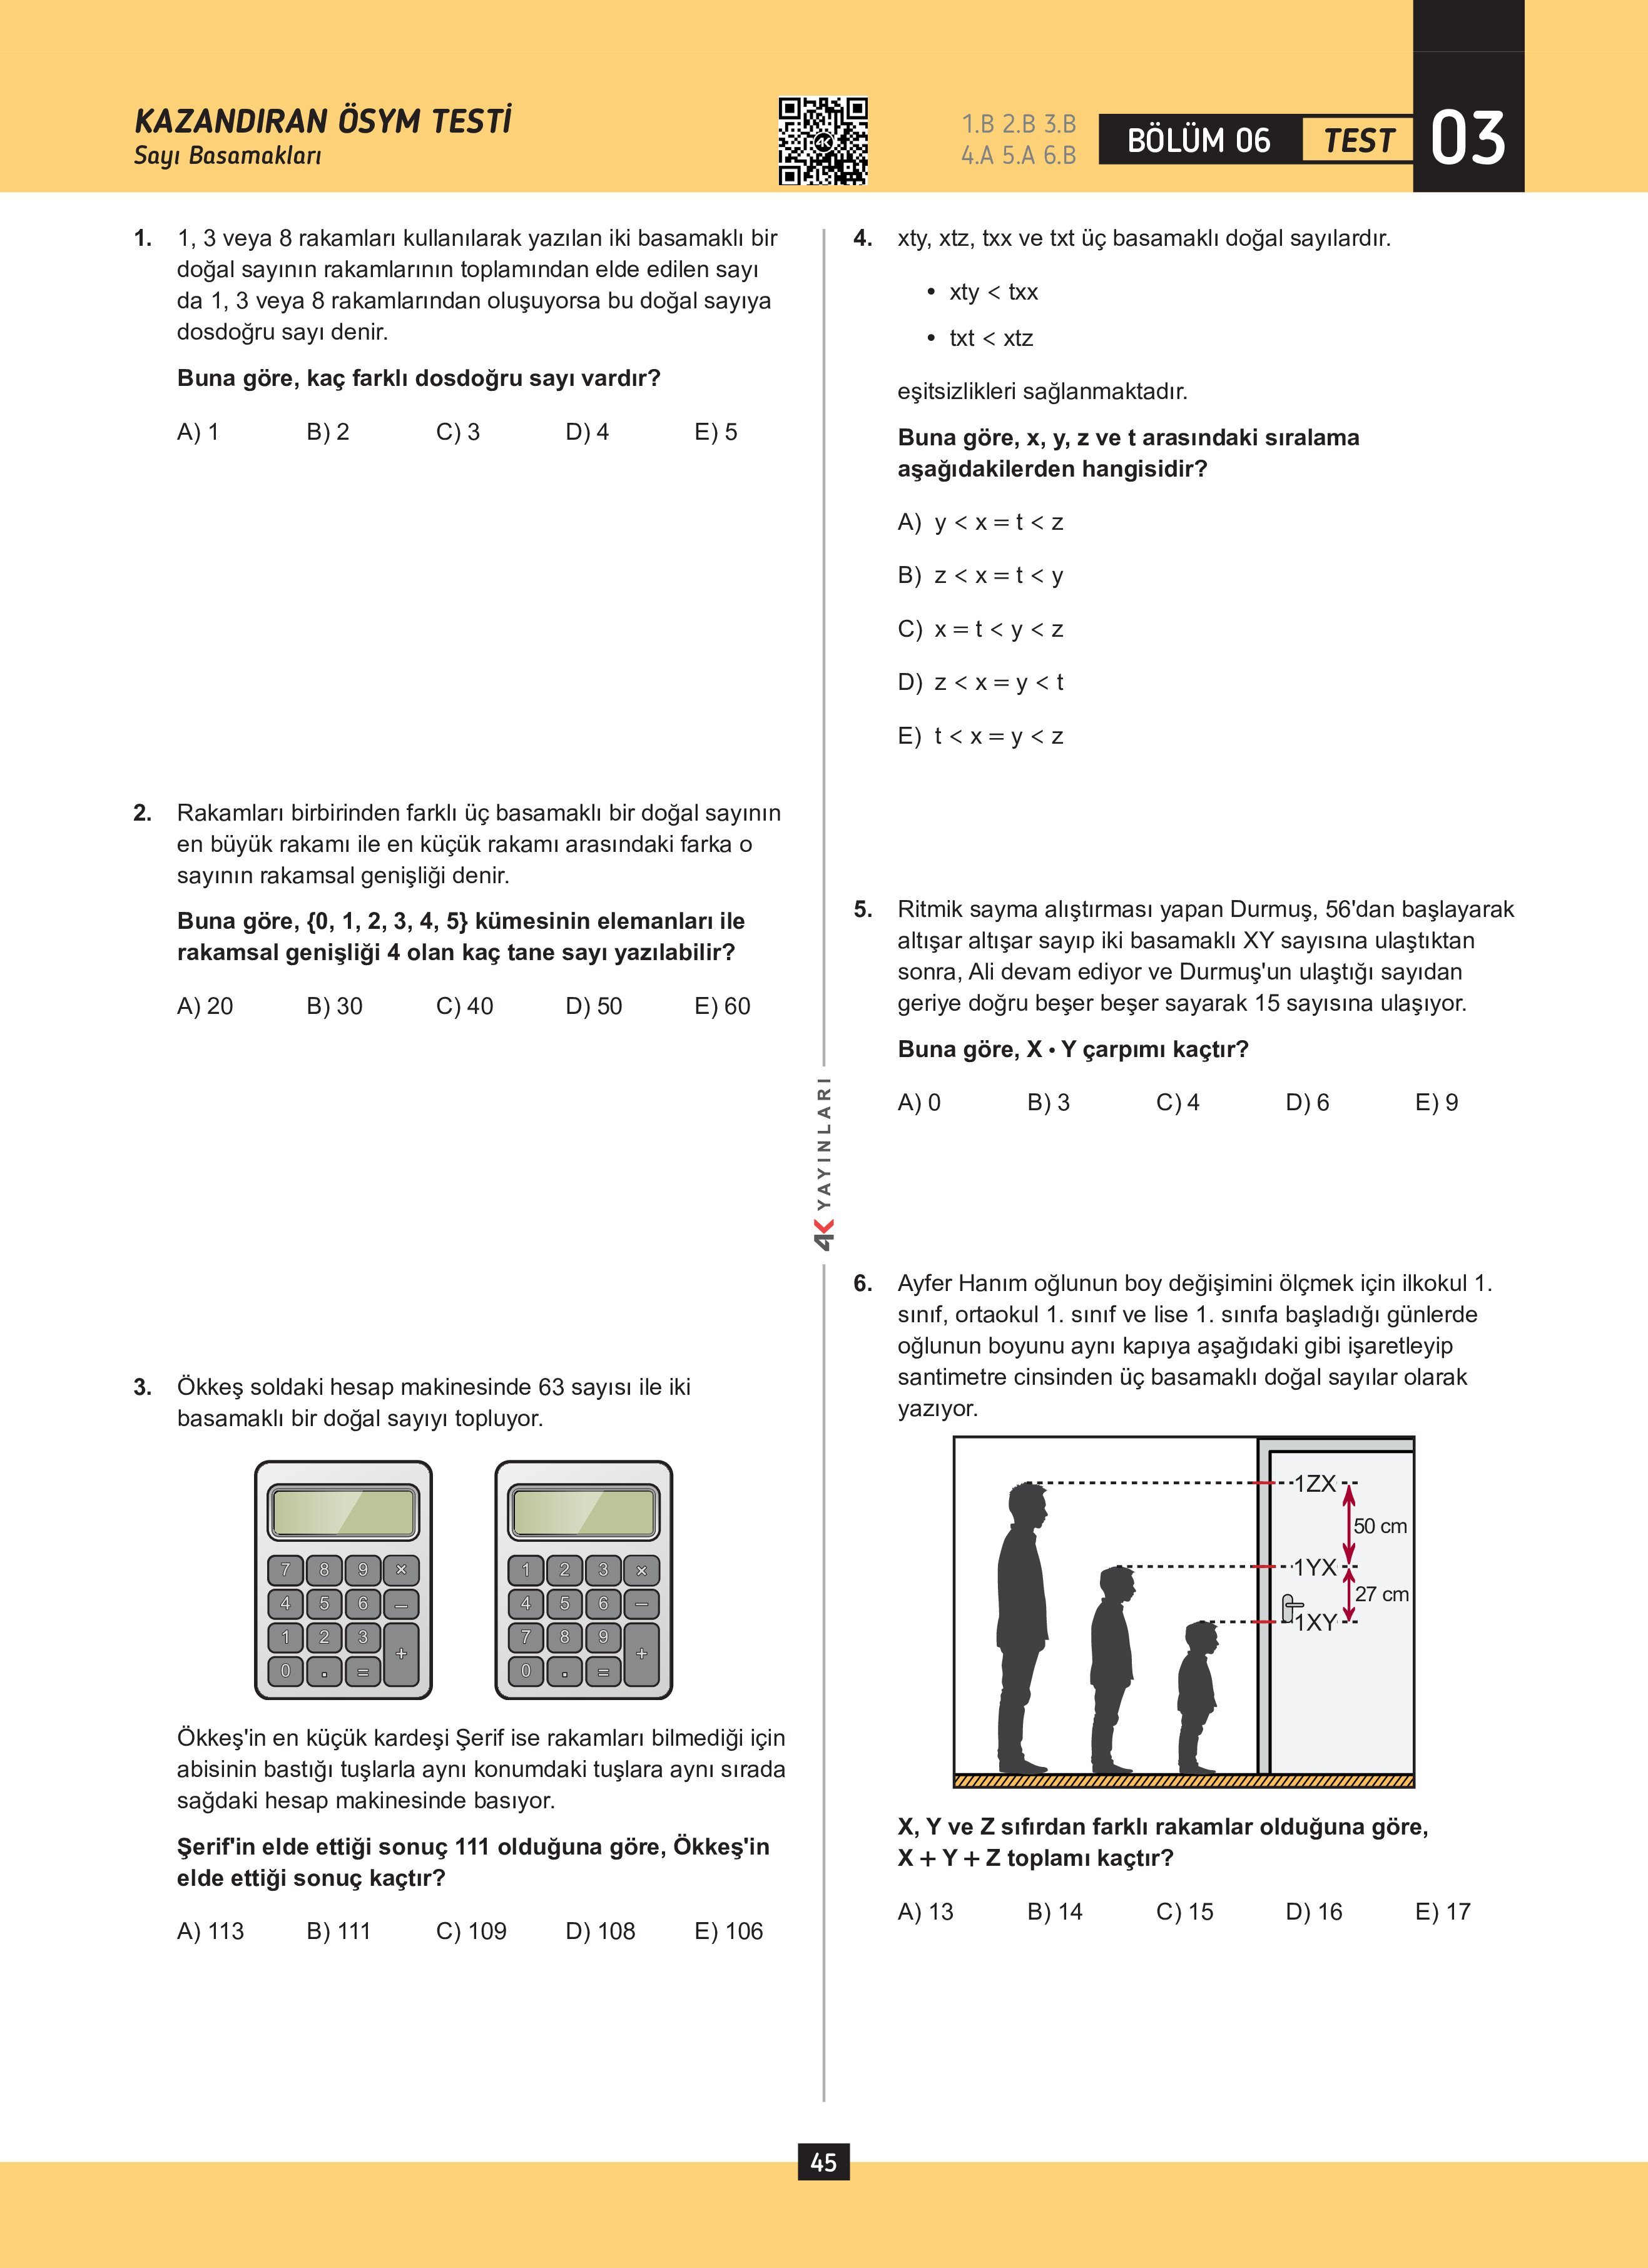 KAZANDIRAN ÖSYM TESTİ
Sayı Basamakları
4K
1.B 2.B 3.B
4.A 5.A 6.B
BÖLÜM 06
TEST
03
1. 1, 3 veya 8 rakamları kullanılarak yazılan iki basamaklı bir
doğal sayının rakamlarının toplamından elde edilen sayı
da 1, 3 veya 8 rakamlarından oluşuyorsa bu doğal sayıya
dosdoğru sayı denir.
Buna göre, kaç farklı dosdoğru sayı vardır?
A) 1 B) 2 C) 3 D) 4 E) 5
2. Rakamları birbirinden farklı üç basamaklı bir doğal sayının
en büyük rakamı ile en küçük rakamı arasındaki farka o
sayının rakamsal genişliği denir.
Buna göre, {0, 1, 2, 3, 4, 5} kümesinin elemanları ile
rakamsal genişliği 4 olan kaç tane sayı yazılabilir?
A) 20 B) 30 C) 40 D) 50 E) 60
3. Ökkeş soldaki hesap makinesinde 63 sayısı ile iki
basamaklı bir doğal sayıyı topluyor.
7 8 9 ×
4 5 6 –
1 2 3 +
0 . =
1 2 3 ×
4 5 6 –
7 8 9 +
0 . =
Ökkeş'in en küçük kardeşi Şerif ise rakamları bilmediği için
abisinin bastığı tuşlarla aynı konumdaki tuşlara aynı sırada
sağdaki hesap makinesinde basıyor.
Şerif'in elde ettiği sonuç 111 olduğuna göre, Ökkeş'in
elde ettiği sonuç kaçtır?
A) 113 B) 111 C) 109 D) 108 E) 106
4K YAYINLARI
4. xty, xtz, txx ve txt üç basamaklı doğal sayılardır.
• xty < txx
• txt < xtz
eşitsizlikleri sağlanmaktadır.
Buna göre, x, y, z ve t arasındaki sıralama
aşağıdakilerden hangisidir?
A) y < x = t < z
B) z < x = t < y
C) x = t < y < z
D) z < x = y < t
E) t < x = y < z
5. Ritmik sayma alıştırması yapan Durmuş, 56'dan başlayarak
altışar altışar sayıp iki basamaklı XY sayısına ulaştıktan
sonra, Ali devam ediyor ve Durmuş'un ulaştığı sayıdan
geriye doğru beşer beşer sayarak 15 sayısına ulaşıyor.
Buna göre, X • Y çarpımı kaçtır?
A) 0 B) 3 C) 4 D) 6 E) 9
6. Ayfer Hanım oğlunun boy değişimini ölçmek için ilkokul 1.
sınıf, ortaokul 1. sınıf ve lise 1. sınıfa başladığı günlerde
oğlunun boyunu aynı kapıya aşağıdaki gibi işaretleyip
santimetre cinsinden üç basamaklı doğal sayılar olarak
yazıyor.
1ZX
50 cm
1YX
27 cm
1XY
X, Y ve Z sıfırdan farklı rakamlar olduğuna göre,
X + Y + Z toplamı kaçtır?
A) 13 B) 14 C) 15 D) 16 E) 17
45